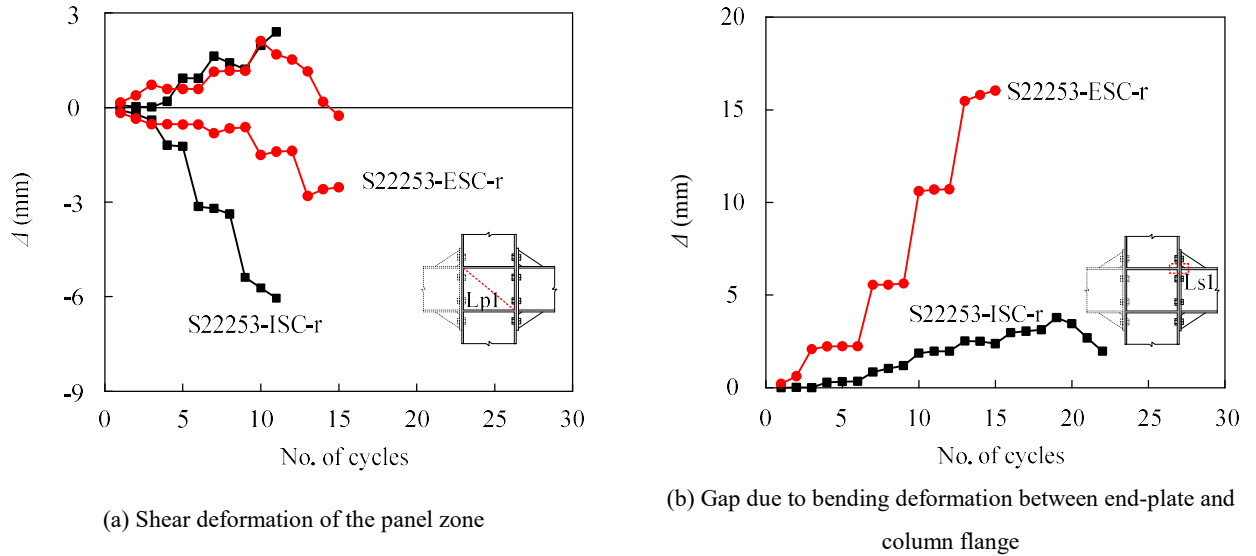 3
0
-3
-6
-9
Δ (mm)
0
5
10
15
20
25
30
No. of cycles
S22253-ESC-r
S22253-ISC-r
Lp1
(a) Shear deformation of the panel zone
20
15
10
5
0
Δ (mm)
0
5
10
15
20
25
30
No. of cycles
S22253-ESC-r
S22253-ISC-r
Ls1
(b) Gap due to bending deformation between end-plate and
column flange